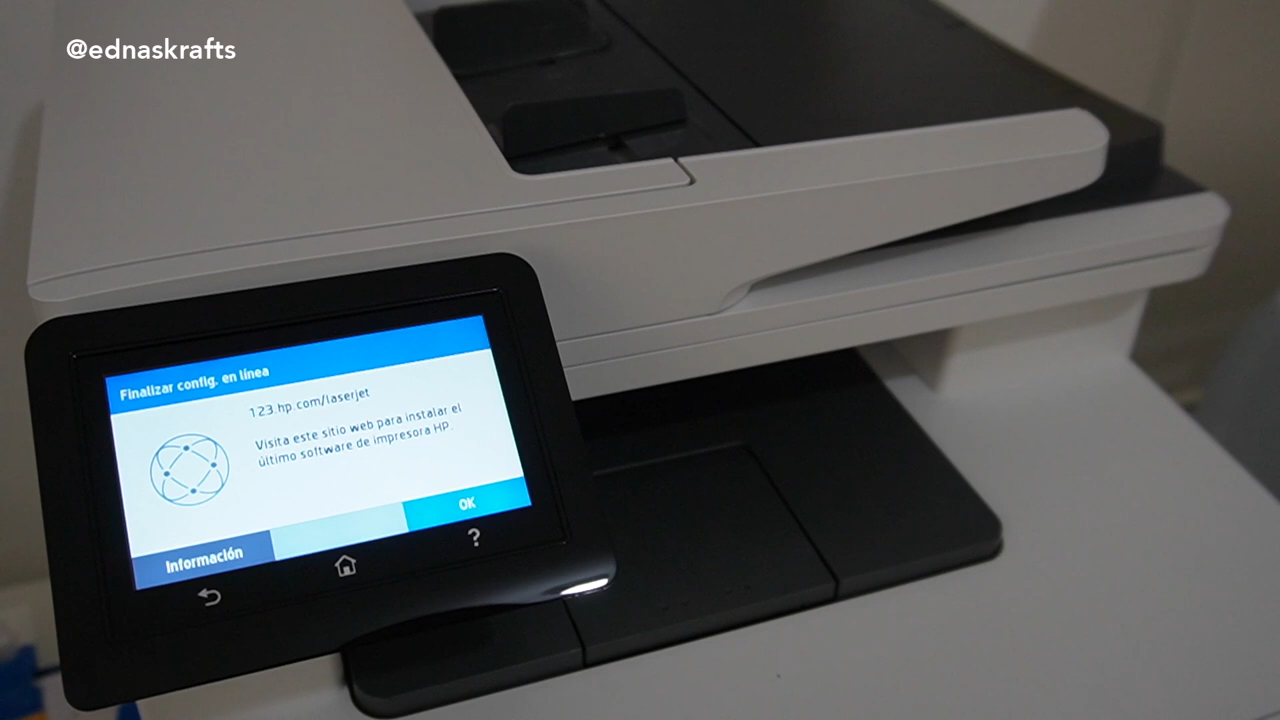 @ednaskrafts
Finalizar config. en línea
123.hp.com/laserjet
Visita este sitio web para instalar el
último software de impresora HP.
OK
Información
?